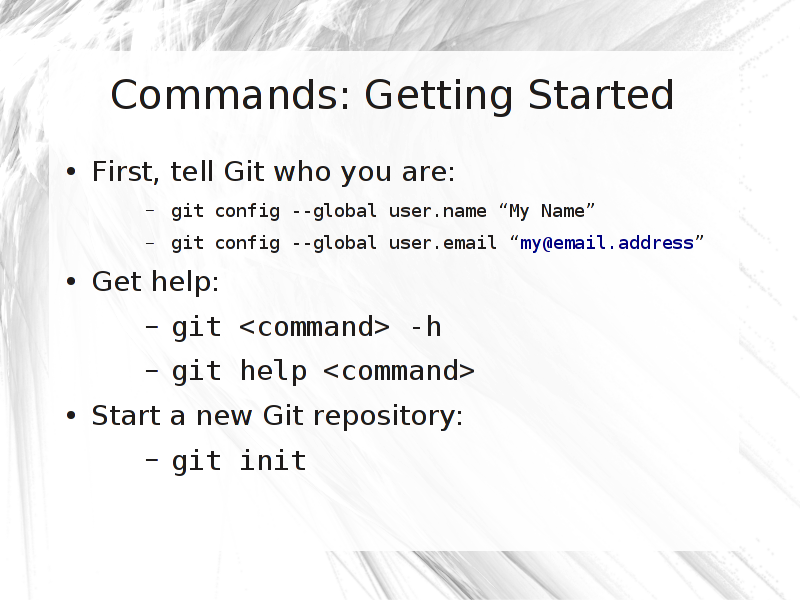 Commands: Getting Started
• First, tell Git who you are:
– git config --global user.name “My Name”
– git config --global user.email “my@email.address”
• Get help:
– git <command> -h
– git help <command>
• Start a new Git repository:
– git init